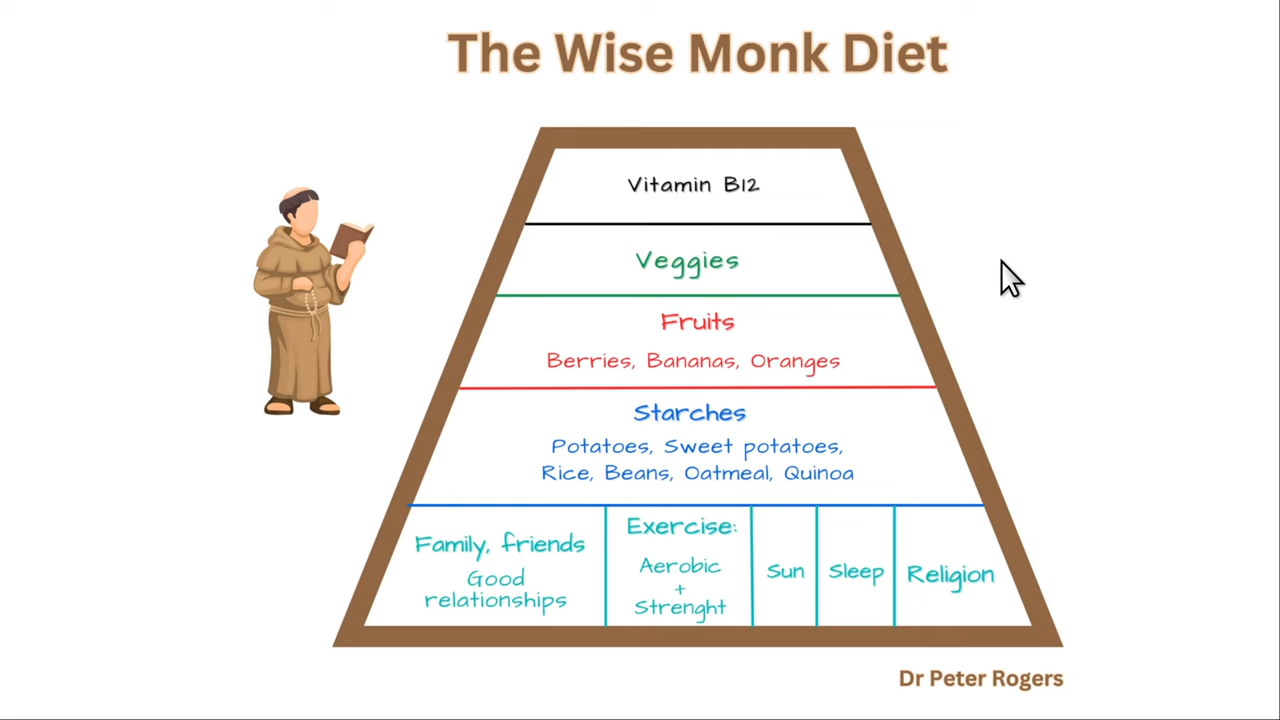 The Wise Monk Diet
Vitamin B12
Veggies
Fruits
Berries, Bananas, Oranges
Starches
Potatoes, Sweet potatoes,
Rice, Beans, Oatmeal, Quinoa
Family, friends
Good
relationships
Exercise:
Aerobic
+
Strenght
Sun
Sleep
Religion
Dr Peter Rogers